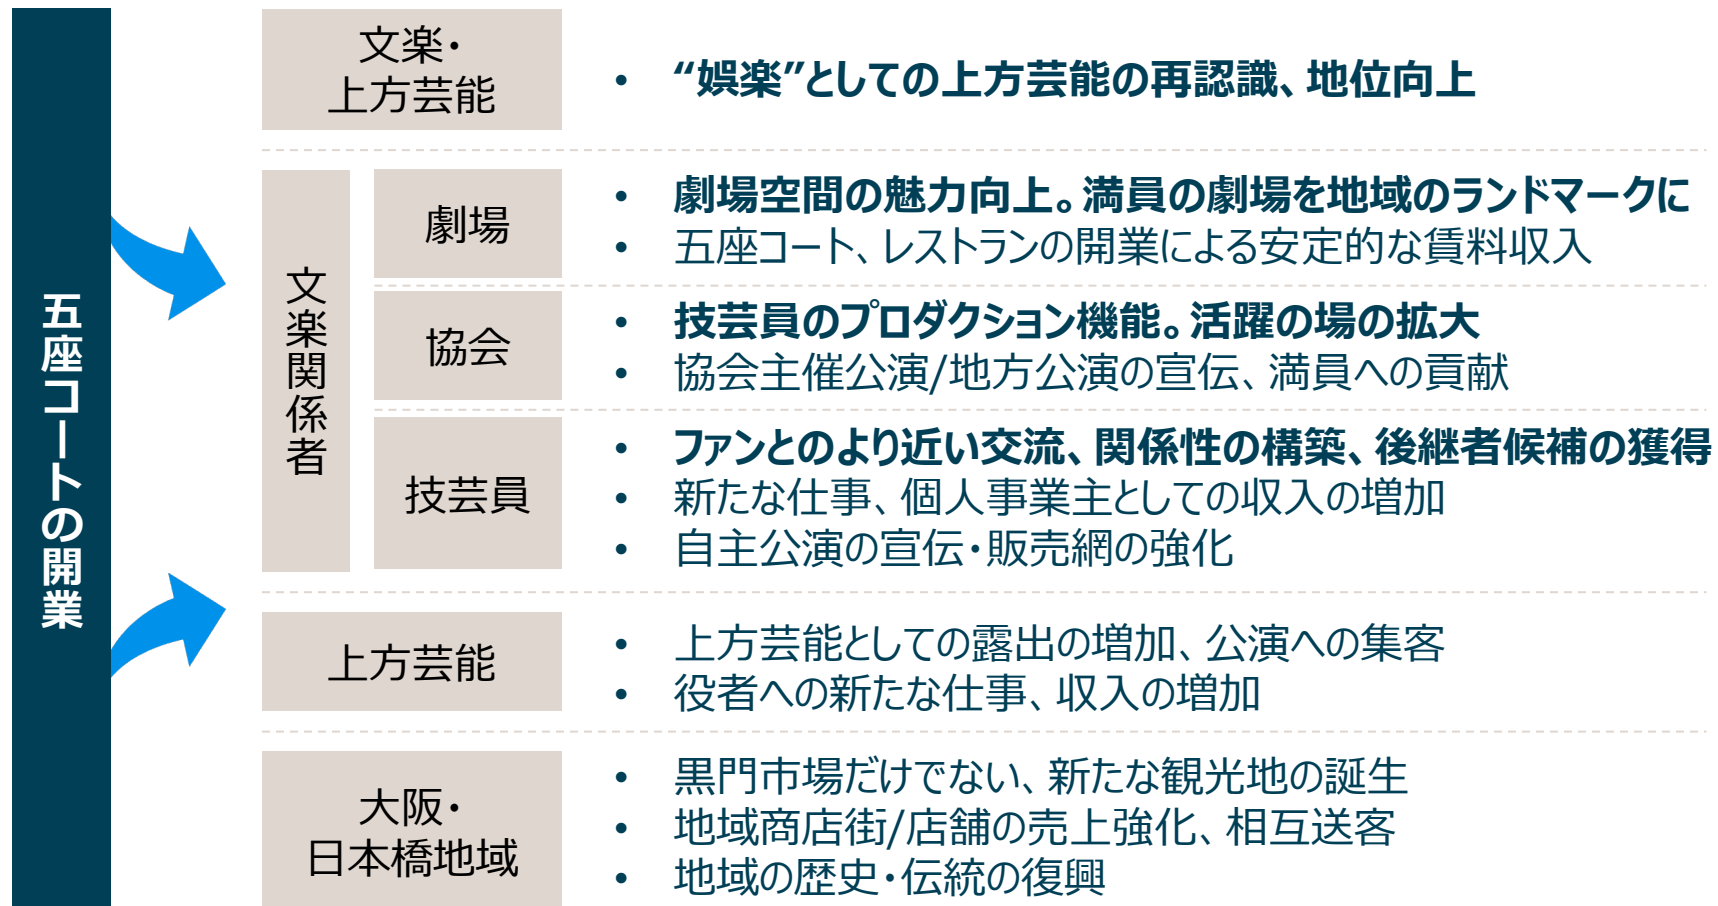 五座コートの開業
文楽・
上方芸能
• “娯楽”としての上方芸能の再認識、地位向上
文楽関係者
劇場
• 劇場空間の魅力向上。満員の劇場を地域のランドマークに
• 五座コート、レストランの開業による安定的な賃料収入
協会
• 技芸員のプロダクション機能。活躍の場の拡大
• 協会主催公演/地方公演の宣伝、満員への貢献
技芸員
• ファンとのより近い交流、関係性の構築、後継者候補の獲得
• 新たな仕事、個人事業主としての収入の増加
• 自主公演の宣伝・販売網の強化
上方芸能
• 上方芸能としての露出の増加、公演への集客
• 役者への新たな仕事、収入の増加
大阪・
日本橋地域
• 黒門市場だけでない、新たな観光地の誕生
• 地域商店街/店舗の売上強化、相互送客
• 地域の歴史・伝統の復興